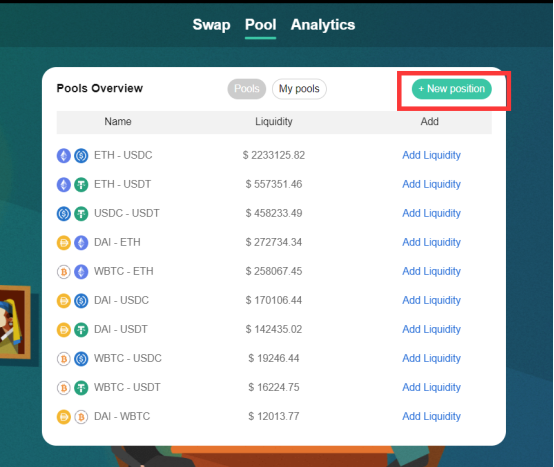 Swap Pool Analytics
Pools Overview Pools My pools + New position
Name Liquidity Add
ETH - USDC $ 2233125.82 Add Liquidity
ETH - USDT $ 557351.46 Add Liquidity
USDC - USDT $ 458233.49 Add Liquidity
DAI - ETH $ 272734.34 Add Liquidity
WBTC - ETH $ 258067.45 Add Liquidity
DAI - USDC $ 170106.44 Add Liquidity
DAI - USDT $ 142435.02 Add Liquidity
WBTC - USDC $ 19246.44 Add Liquidity
WBTC - USDT $ 16224.75 Add Liquidity
DAI - WBTC $ 12013.77 Add Liquidity